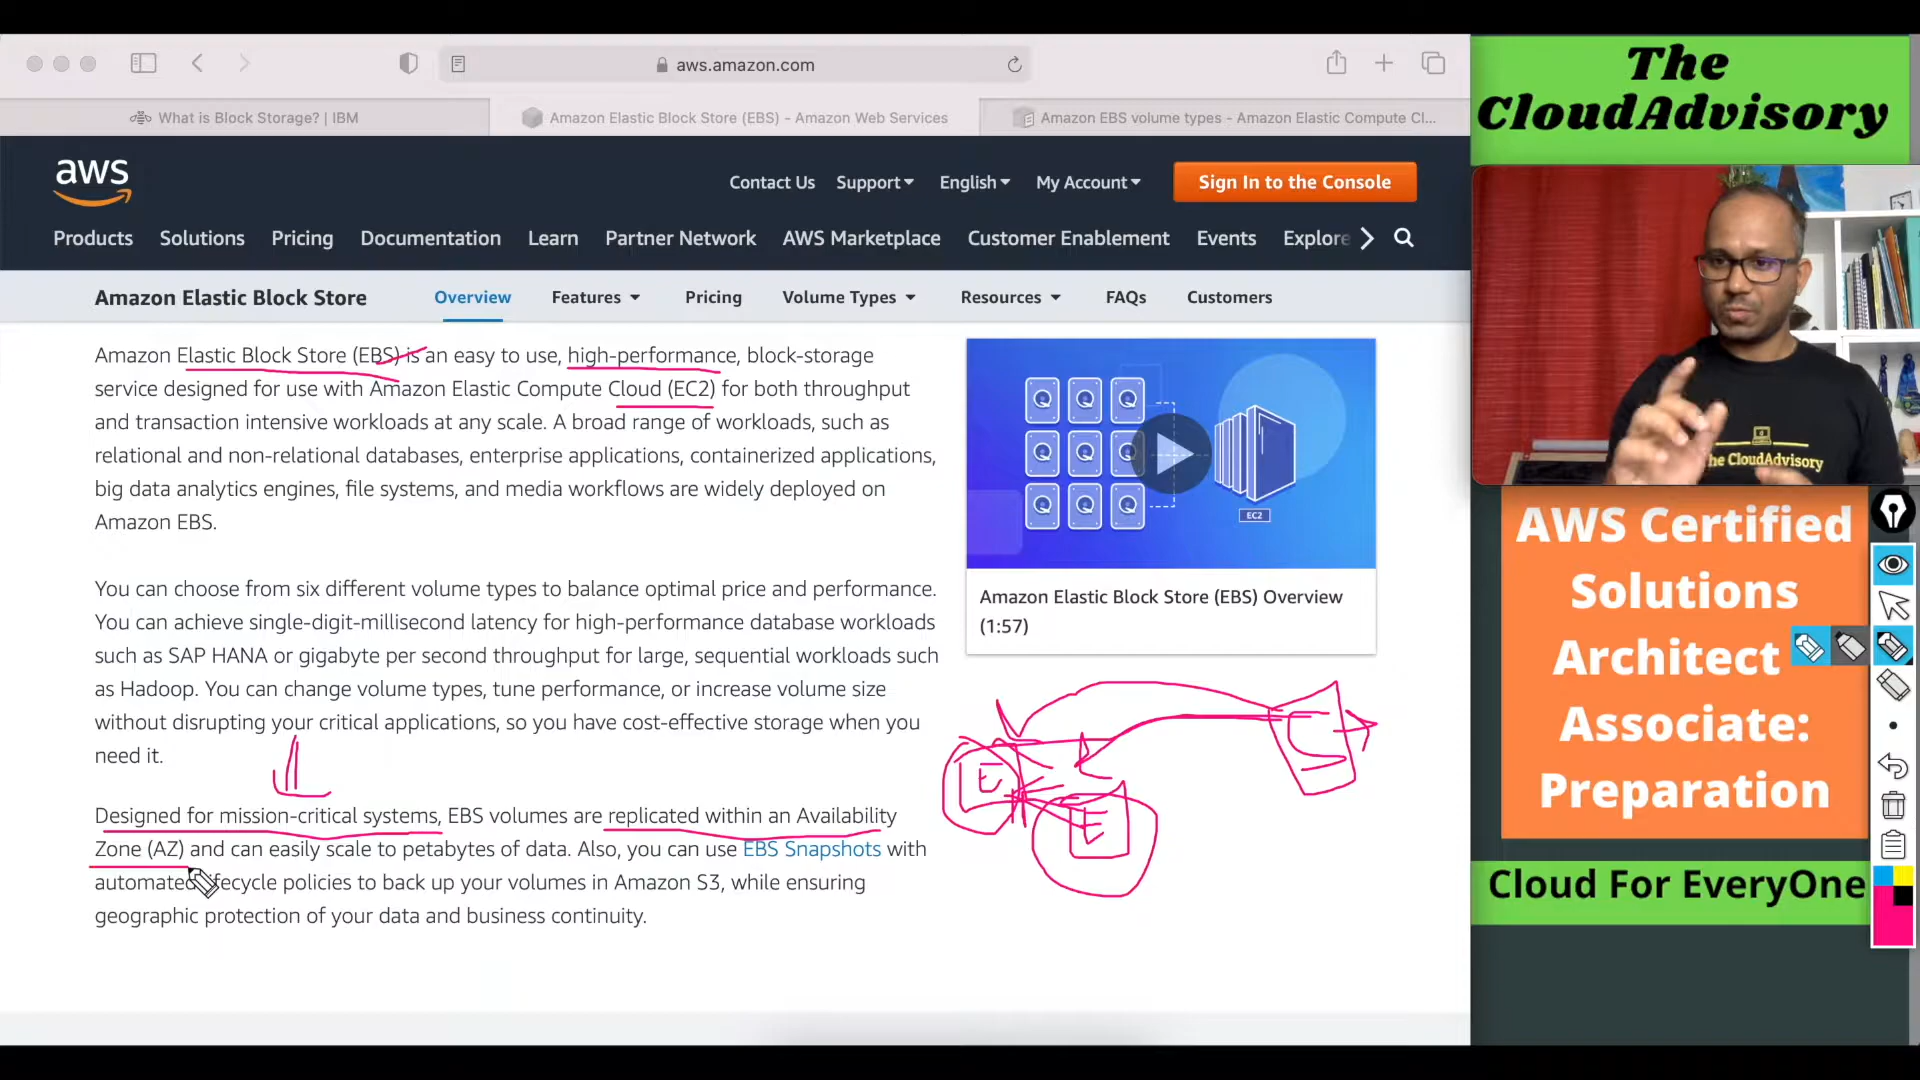 aws.amazon.com
What is Block Storage? | IBM
Amazon Elastic Block Store (EBS) - Amazon Web Services
Amazon EBS volume types - Amazon Elastic Compute Cl...
aws
Contact Us Support English My Account Sign In to the Console
Products Solutions Pricing Documentation Learn Partner Network AWS Marketplace Customer Enablement Events Explore
Amazon Elastic Block Store Overview Features Pricing Volume Types Resources FAQs Customers
Amazon Elastic Block Store (EBS) is an easy to use, high-performance, block-storage
service designed for use with Amazon Elastic Compute Cloud (EC2) for both throughput
and transaction intensive workloads at any scale. A broad range of workloads, such as
relational and non-relational databases, enterprise applications, containerized applications,
big data analytics engines, file systems, and media workflows are widely deployed on
Amazon EBS.
You can choose from six different volume types to balance optimal price and performance.
You can achieve single-digit-millisecond latency for high-performance database workloads
such as SAP HANA or gigabyte per second throughput for large, sequential workloads such
as Hadoop. You can change volume types, tune performance, or increase volume size
without disrupting your critical applications, so you have cost-effective storage when you
need it.
Designed for mission-critical systems, EBS volumes are replicated within an Availability
Zone (AZ) and can easily scale to petabytes of data. Also, you can use EBS Snapshots with
automated lifecycle policies to back up your volumes in Amazon S3, while ensuring
geographic protection of your data and business continuity.
EC2
Amazon Elastic Block Store (EBS) Overview
(1:57)
E
E
The
CloudAdvisory
The CloudAdvisory
AWS Certified
Solutions
Architect
Associate:
Preparation
Cloud For EveryOne